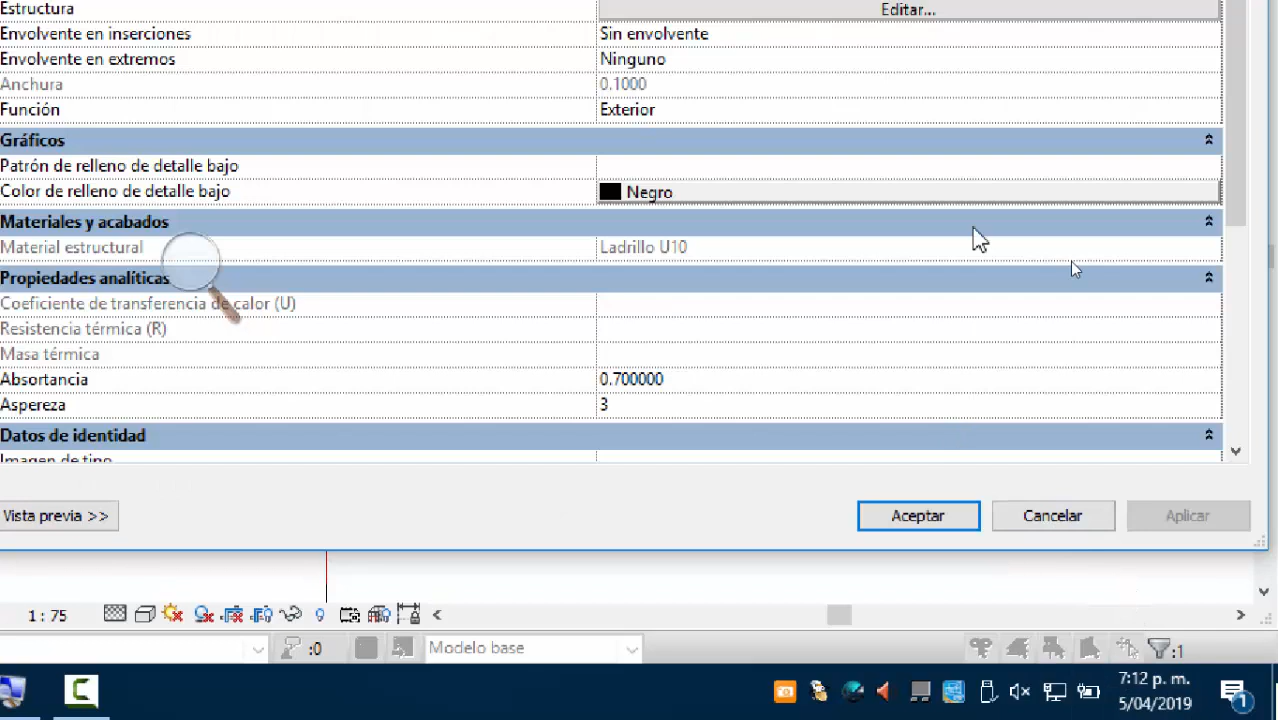 Estructura Editar...
Envolvente en inserciones Sin envolvente
Envolvente en extremos Ninguno
Anchura 0.1000
Función Exterior
Gráficos
Patrón de relleno de detalle bajo
Color de relleno de detalle bajo Negro
Materiales y acabados
Material estructural Ladrillo U10
Propiedades analíticas
Coeficiente de transferencia de calor (U)
Resistencia térmica (R)
Masa térmica
Absortancia 0.700000
Aspereza 3
Datos de identidad
Imagen de tipo
Vista previa >> Aceptar Cancelar Aplicar
1 : 75
:0 Modelo base :1
7:12 p. m.
5/04/2019
1